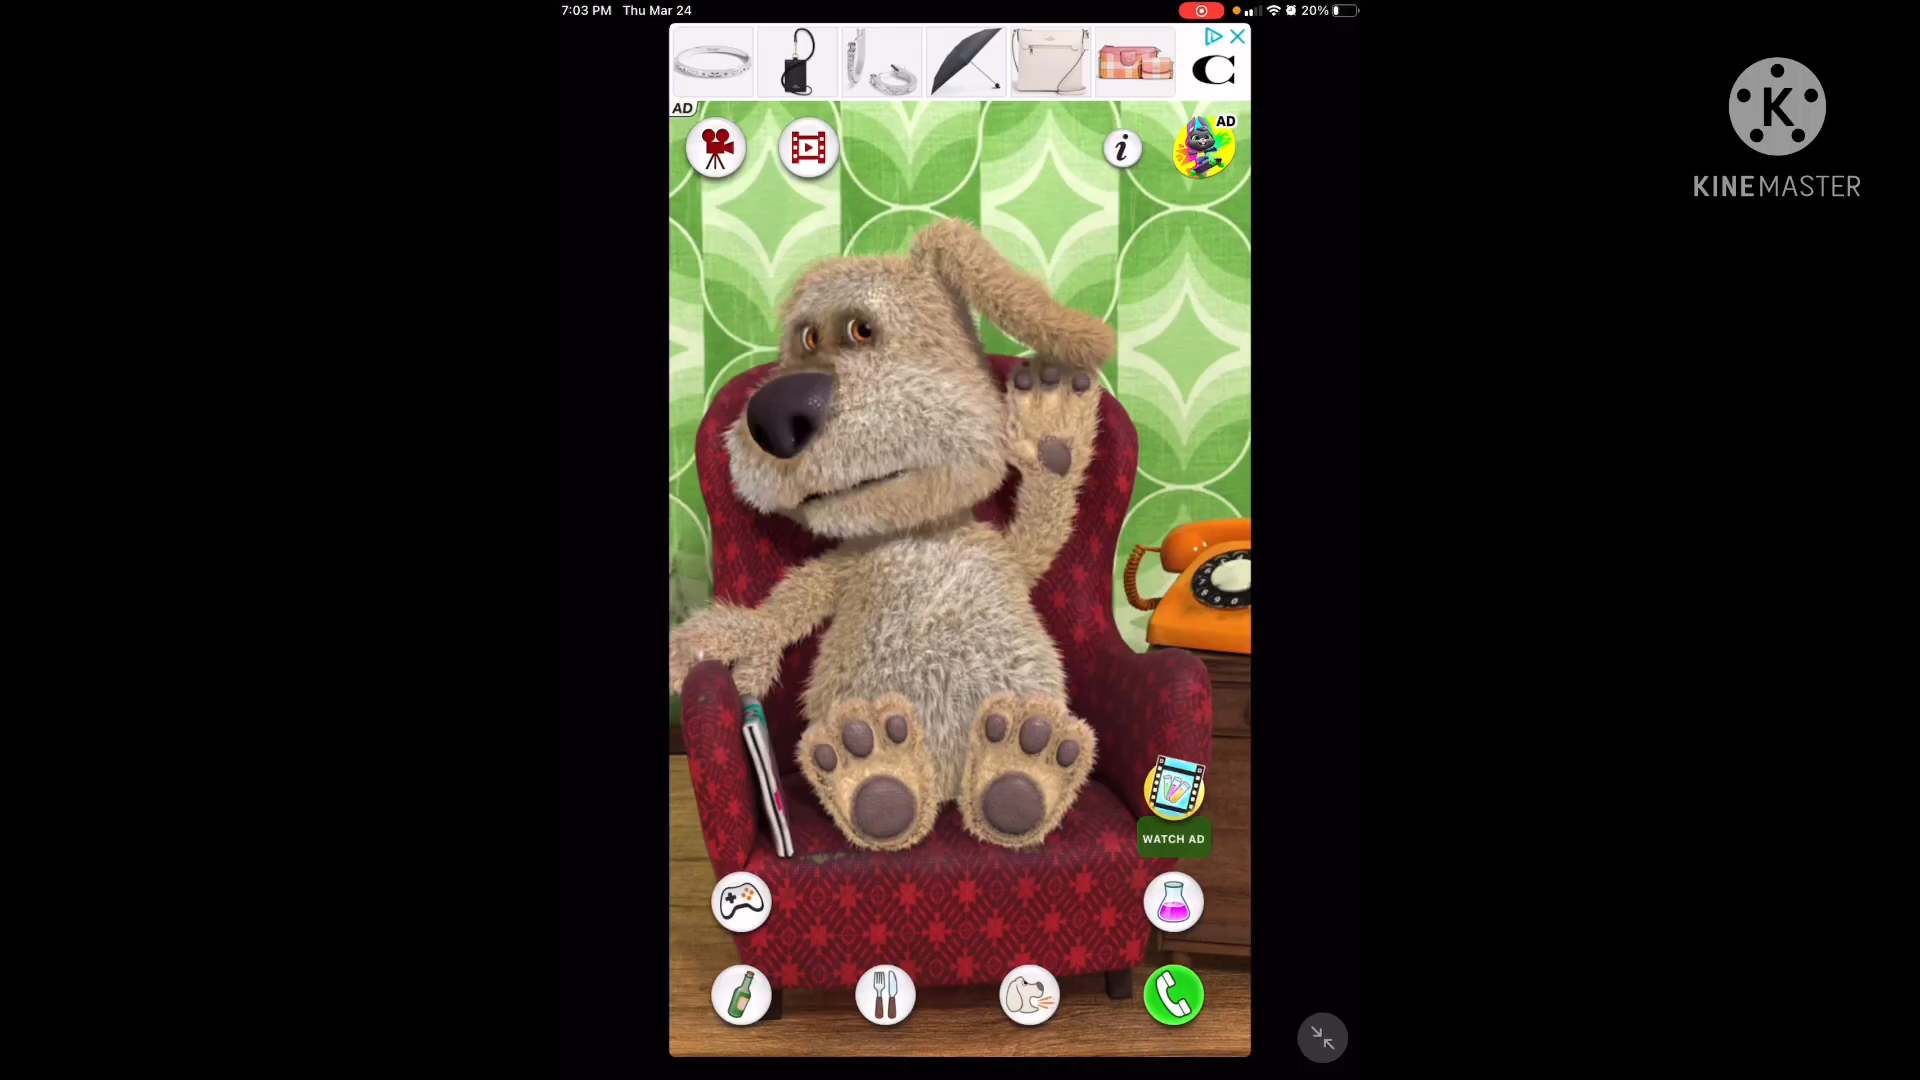 7:03 PM Thu Mar 24
20%
C
AD
AD
i
K
KINEMASTER
WATCH AD